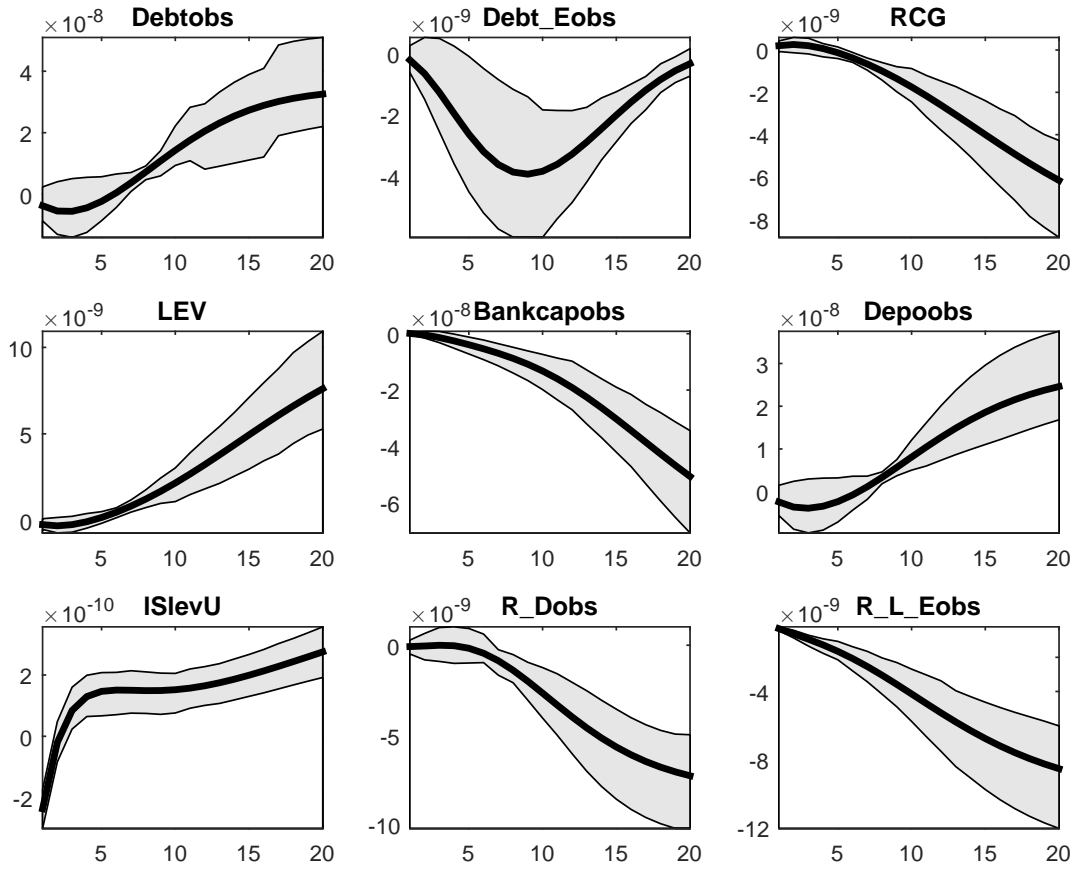 ×10-8 Debtobs
4
2
0
5 10 15 20
×10-9 Debt_Eobs
0
-2
-4
5 10 15 20
×10-9 RCG
0
-2
-4
-6
-8
5 10 15 20
×10-9 LEV
10
5
0
5 10 15 20
×10-8 Bankcapobs
0
-2
-4
-6
5 10 15 20
×10-8 Depoobs
3
2
1
0
5 10 15 20
×10-10 ISlevU
2
0
-2
5 10 15 20
×10-9 R_Dobs
0
-5
-10
5 10 15 20
×10-9 R_L_Eobs
-4
-8
-12
5 10 15 20